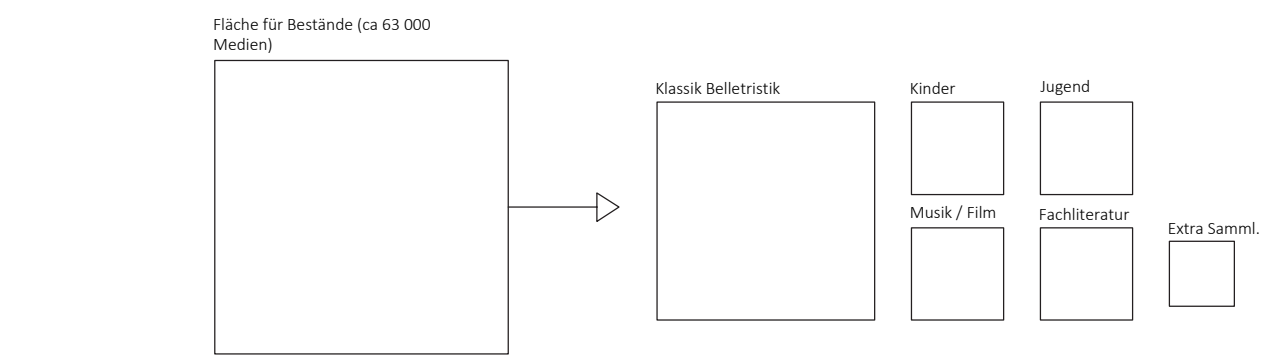 Fläche für Bestände (ca 63 000
Medien)
Klassik Belletristik
Kinder
Jugend
Musik / Film
Fachliteratur
Extra Samml.